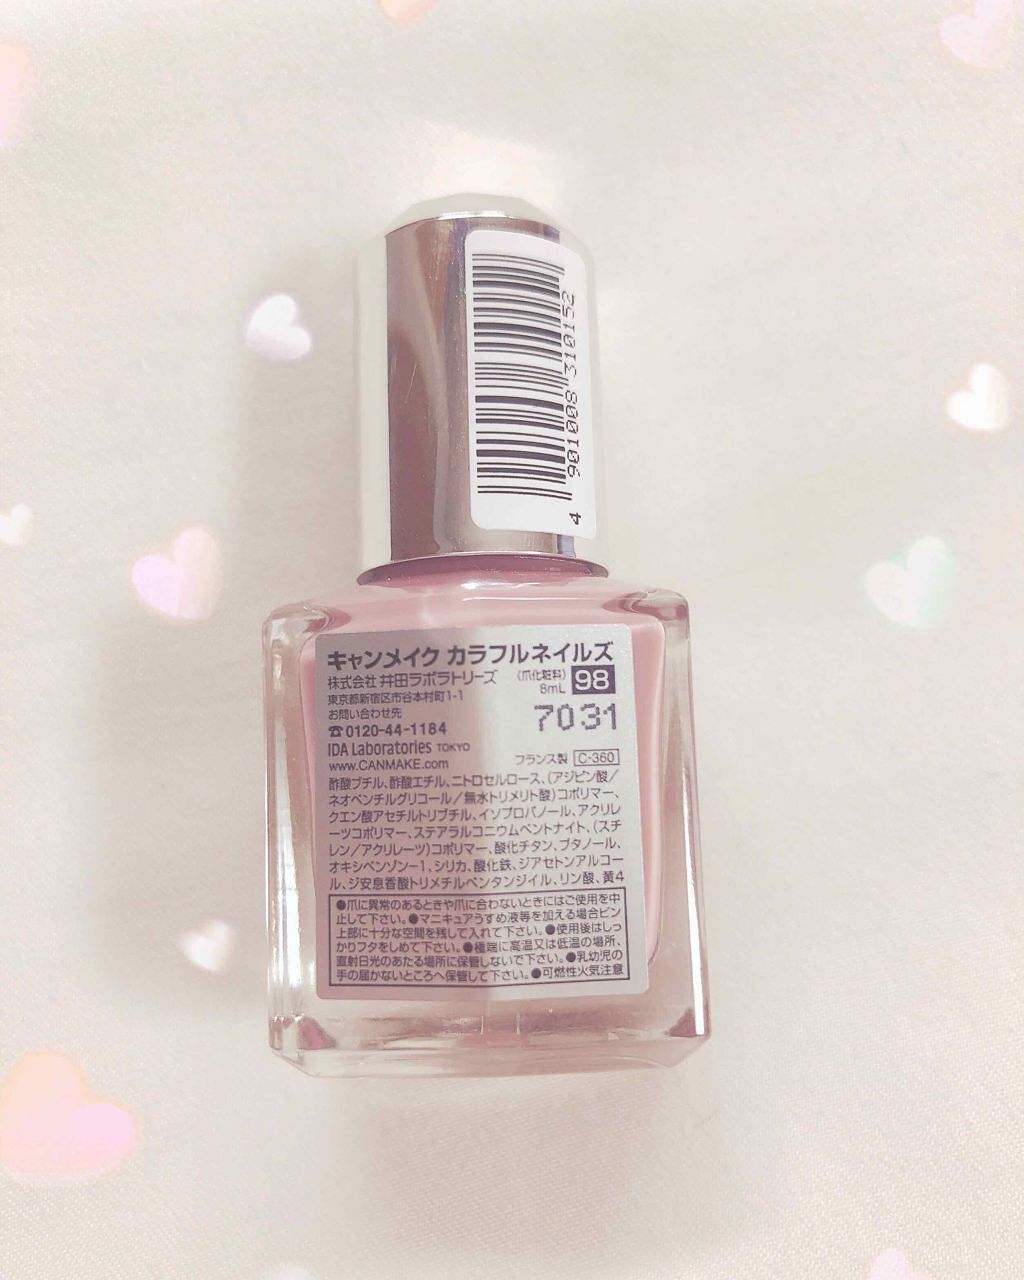 4 901008 310152
キャンメイク カラフルネイルズ
株式会社 井田ラボラトリーズ (爪化粧料)
東京都新宿区市谷本村町1-1 8mL 98
お問い合わせ先 7031
☎0120-44-1184
IDA Laboratories TOKYO
www.CANMAKE.com フランス製 C-360
酢酸ブチル、酢酸エチル、ニトロセルロース、(アジピン酸/
ネオペンチルグリコール/無水トリメリト酸)コポリマー、
クエン酸アセチルトリブチル、イソプロパノール、アクリレ
ーツコポリマー、ステアラルコニウムベントナイト、(スチ
レン/アクリレーツ)コポリマー、酸化チタン、ブタノール、
オキシベンゾン-1、シリカ、酸化鉄、ジアセトンアルコー
ル、ジ安息香酸トリメチルペンタンジイル、リン酸、黄4
●爪に異常のあるときや爪に合わないときにはご使用を中
止して下さい。●マニキュアうすめ液等を加える場合ビン
上部に十分な空間を残して入れて下さい。●使用後はしっ
かりフタをしめて下さい。●極端に高温又は低温の場所、
直射日光のあたる場所に保管しないで下さい。●乳幼児の
手の届かないところへ保管して下さい。●可燃性火気注意